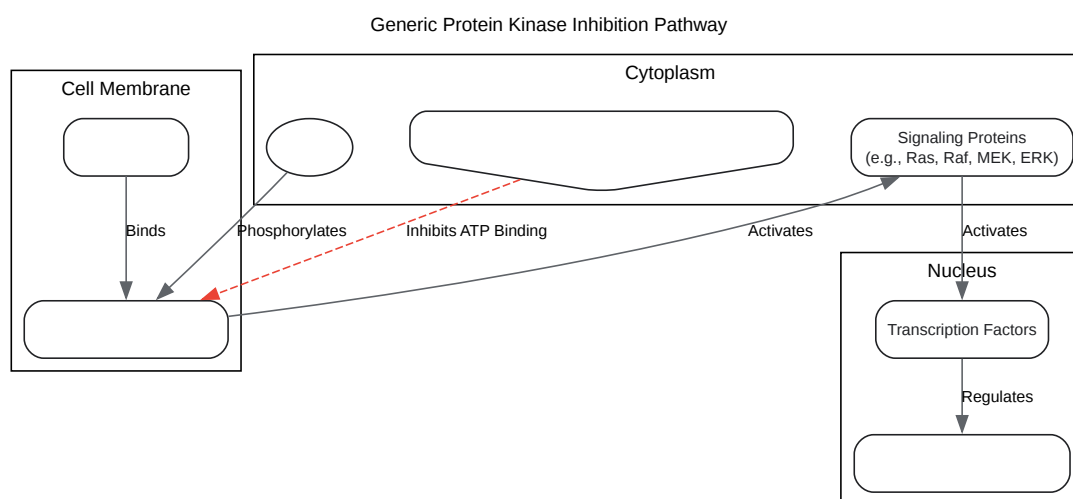 Generic Protein Kinase Inhibition Pathway
Cell Membrane
Cytoplasm
Signaling Proteins
(e.g., Ras, Raf, MEK, ERK)
Binds
Phosphorylates
Inhibits ATP Binding
Activates
Activates
Nucleus
Transcription Factors
Regulates